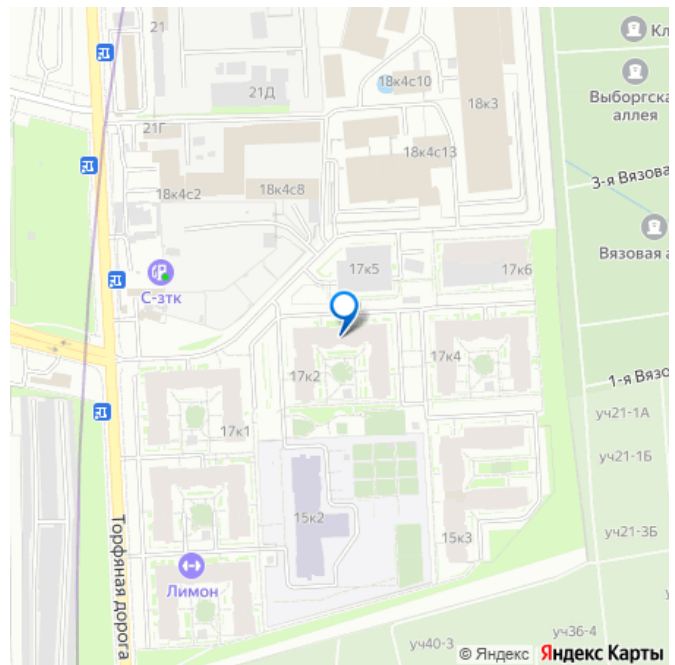 21
Кл
21Д
18к4с10
Выборгска
аллея
18к3
21Г
18к4с13
3-я Вязова
18к4с2
18к4с8
Вязовая а
17к5
17к6
С-зтк
17к2
17к4
1-я Вязо
17к1
уч21-1А
уч21-1Б
15к2
15к3
уч21-3Б
Торфяная дорога
Лимон
уч36-4
уч40-3
© Яндекс Яндекс Карты